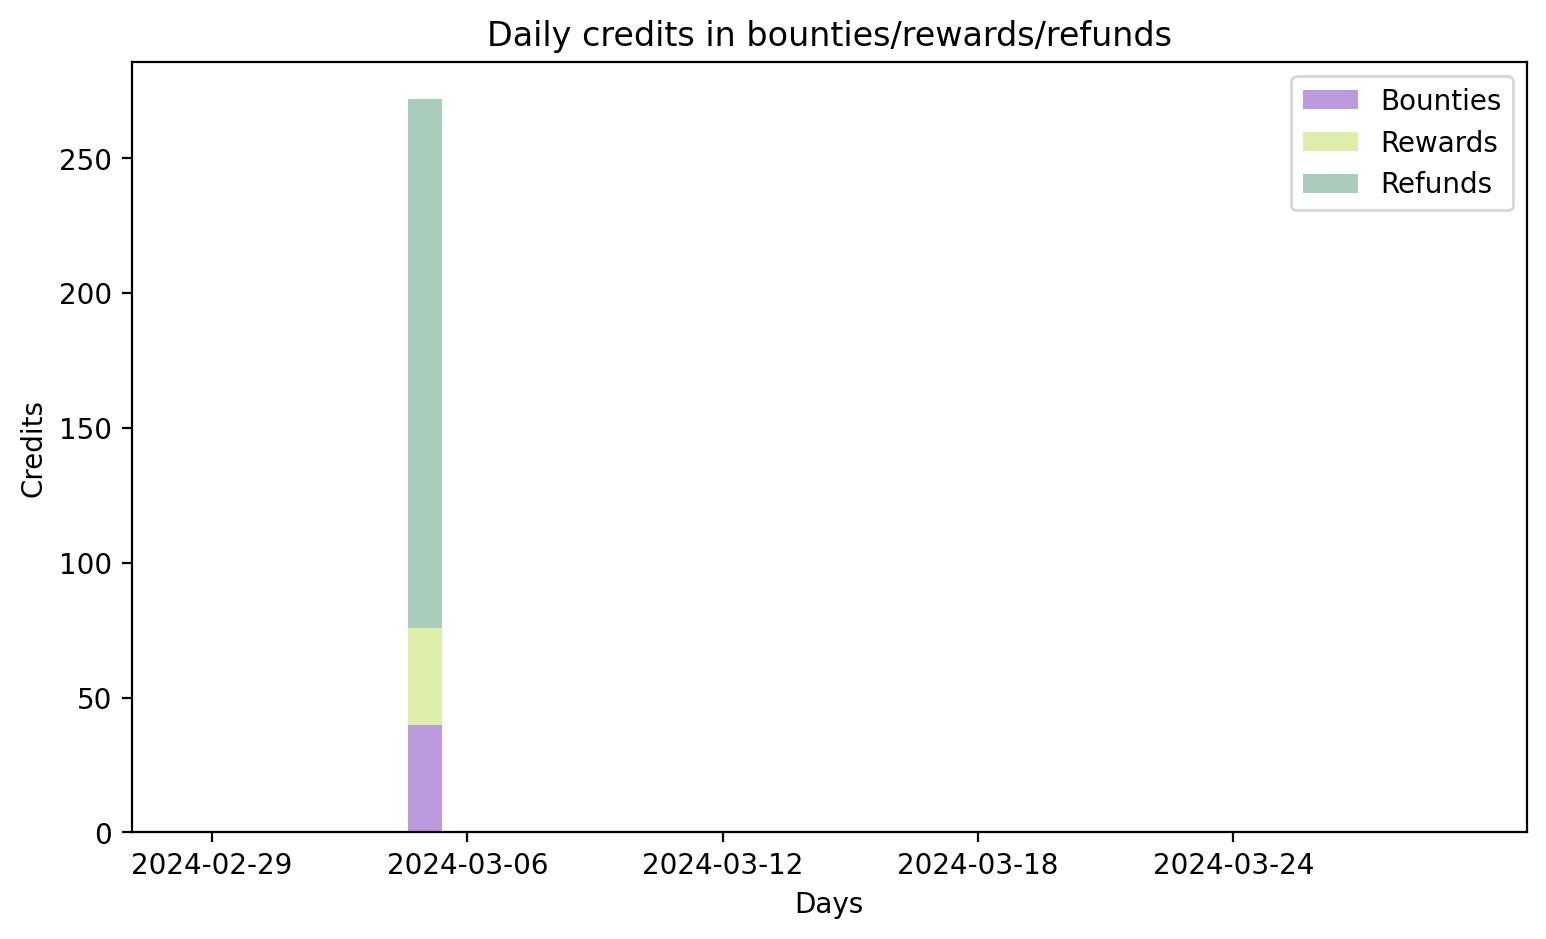 Daily credits in bounties/rewards/refunds
Bounties
Rewards
Refunds
Credits
250
200
150
100
50
0
2024-02-29 2024-03-06 2024-03-12 2024-03-18 2024-03-24
Days